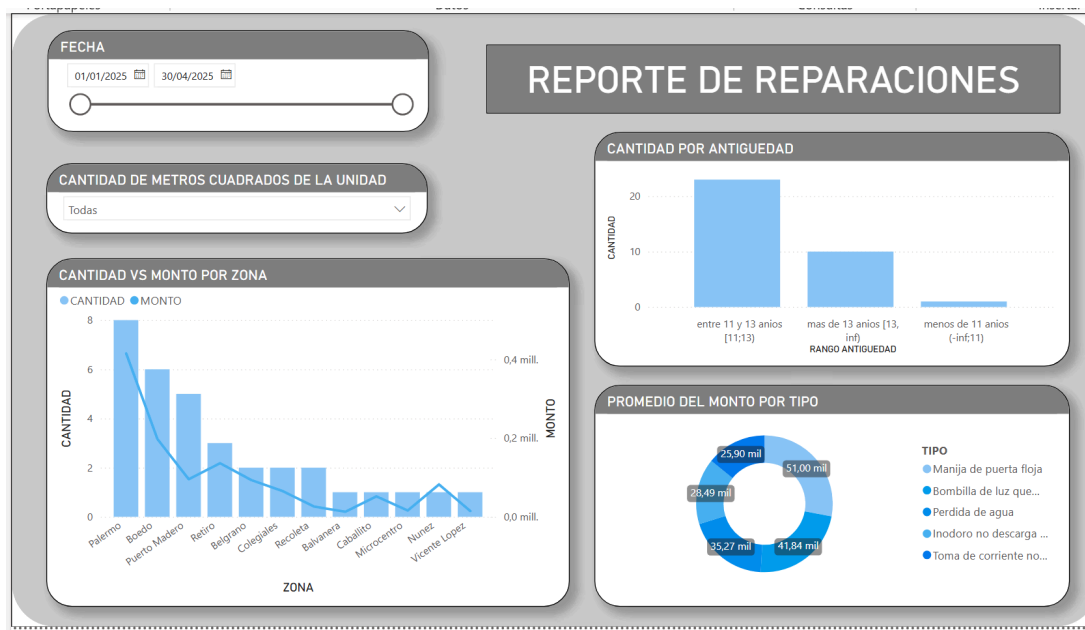 Portapapeles
Datos
Consultas
Insertar
FECHA
01/01/2025
30/04/2025
REPORTE DE REPARACIONES
CANTIDAD DE METROS CUADRADOS DE LA UNIDAD
Todas
CANTIDAD POR ANTIGUEDAD
CANTIDAD
20
10
0
entre 11 y 13 anios
[11;13)
mas de 13 anios [13,
inf)
menos de 11 anios
(-inf;11)
RANGO ANTIGUEDAD
CANTIDAD VS MONTO POR ZONA
CANTIDAD
MONTO
CANTIDAD
8
6
4
2
0
0,4 mill.
0,2 mill.
0,0 mill.
MONTO
Palermo
Boedo
Puerto Madero
Retiro
Belgrano
Colegiales
Recoleta
Balvanera
Caballito
Microcentro
Nunez
Vicente Lopez
ZONA
PROMEDIO DEL MONTO POR TIPO
25,90 mil
51,00 mil
28,49 mil
35,27 mil
41,84 mil
TIPO
Manija de puerta floja
Bombilla de luz que...
Perdida de agua
Inodoro no descarga ...
Toma de corriente no...